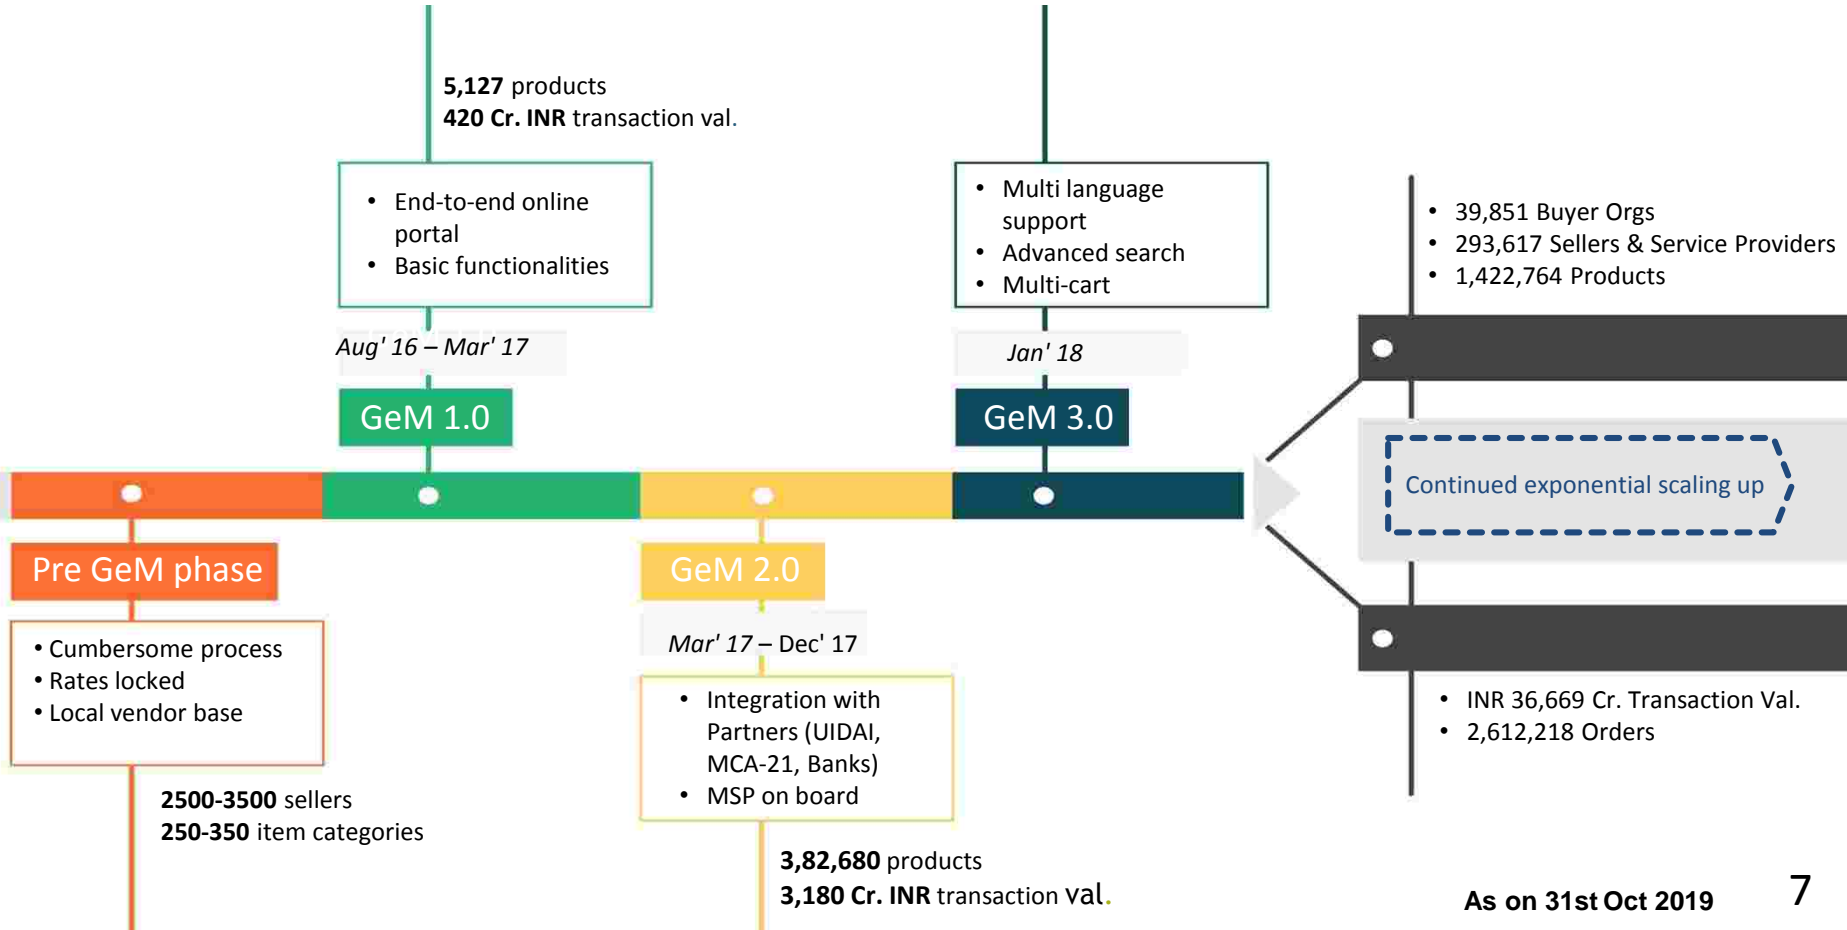 5,127 products
420 Cr. INR transaction val.
• End-to-end online
portal
• Basic functionalities
Aug' 16 – Mar' 17
GeM 1.0
• Multi language
support
• Advanced search
• Multi-cart
Jan' 18
GeM 3.0
• 39,851 Buyer Orgs
• 293,617 Sellers & Service Providers
• 1,422,764 Products
Continued exponential scaling up
Pre GeM phase
• Cumbersome process
• Rates locked
• Local vendor base
2500-3500 sellers
250-350 item categories
GeM 2.0
Mar' 17 – Dec' 17
• Integration with
Partners (UIDAI,
MCA-21, Banks)
• MSP on board
3,82,680 products
3,180 Cr. INR transaction val.
• INR 36,669 Cr. Transaction Val.
• 2,612,218 Orders
As on 31st Oct 2019
7